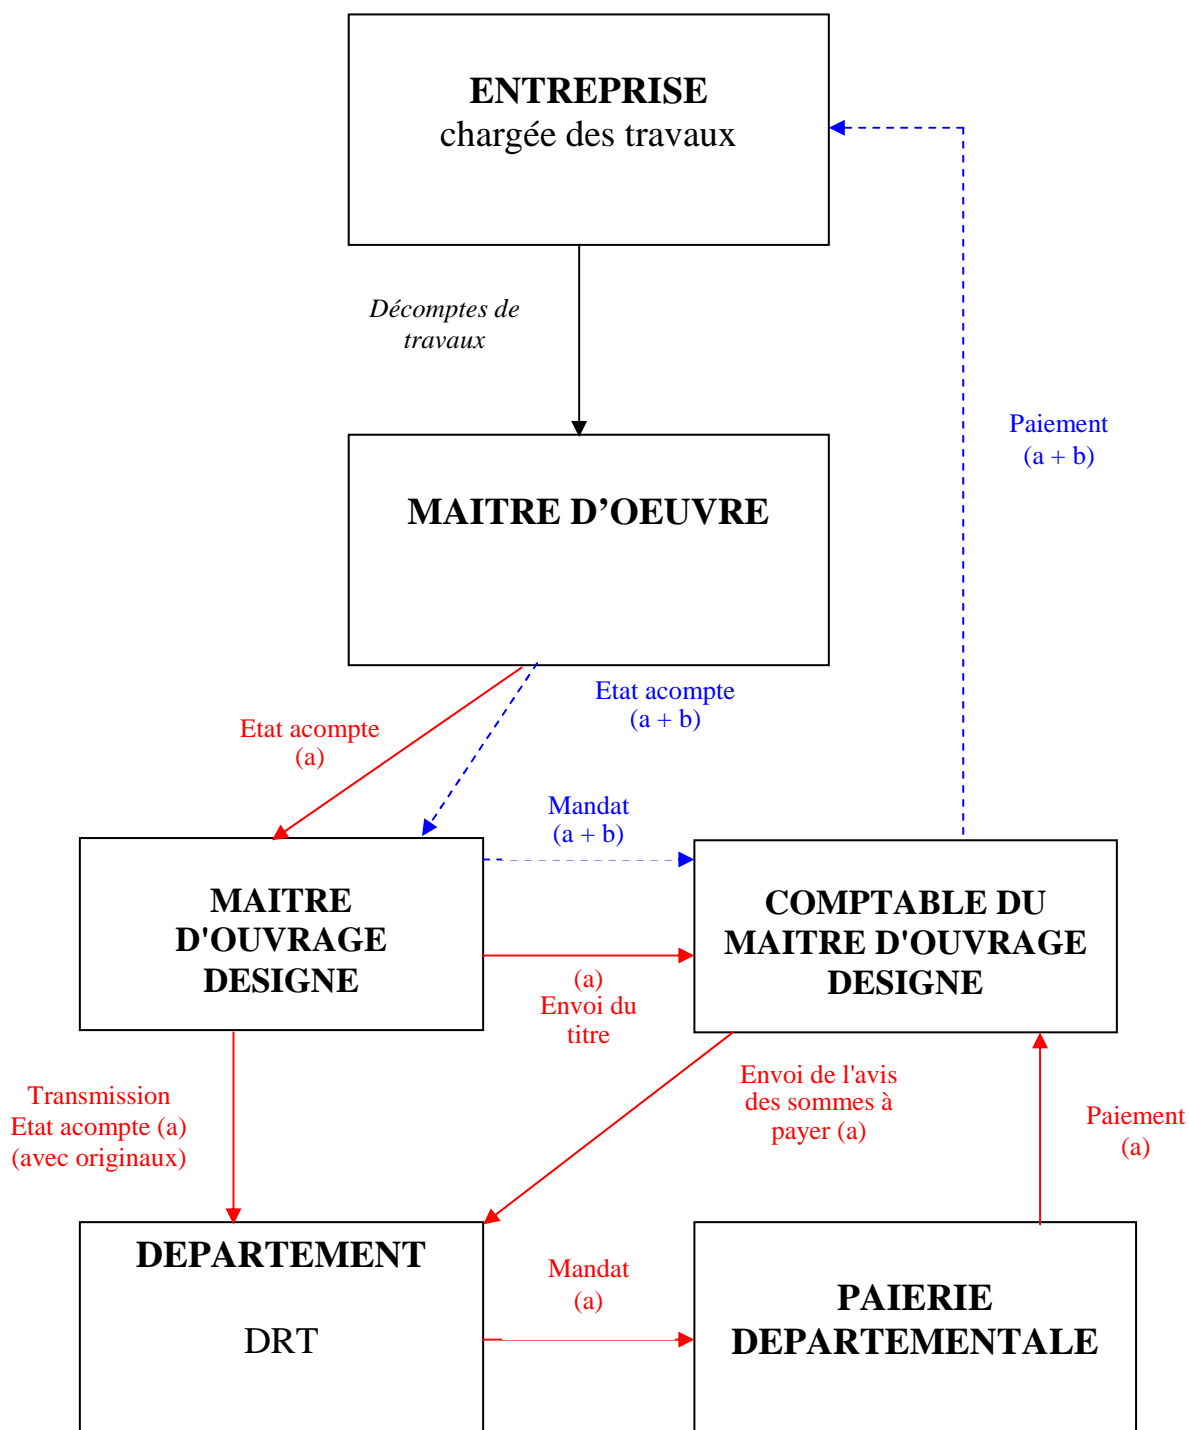 ENTREPRISE
chargée des travaux
Décomptes de
travaux
Paiement
(a + b)
MAITRE D’OEUVRE
Etat acompte
(a + b)
Etat acompte
(a)
Mandat
(a + b)
MAITRE
D'OUVRAGE
DESIGNE
COMPTABLE DU
MAITRE D'OUVRAGE
DESIGNE
(a)
Envoi du
titre
Transmission
Etat acompte (a)
(avec originaux)
Envoi de l'avis
des sommes à
payer (a)
Paiement
(a)
DEPARTEMENT
DRT
Mandat
(a)
PAIERIE
DEPARTEMENTALE